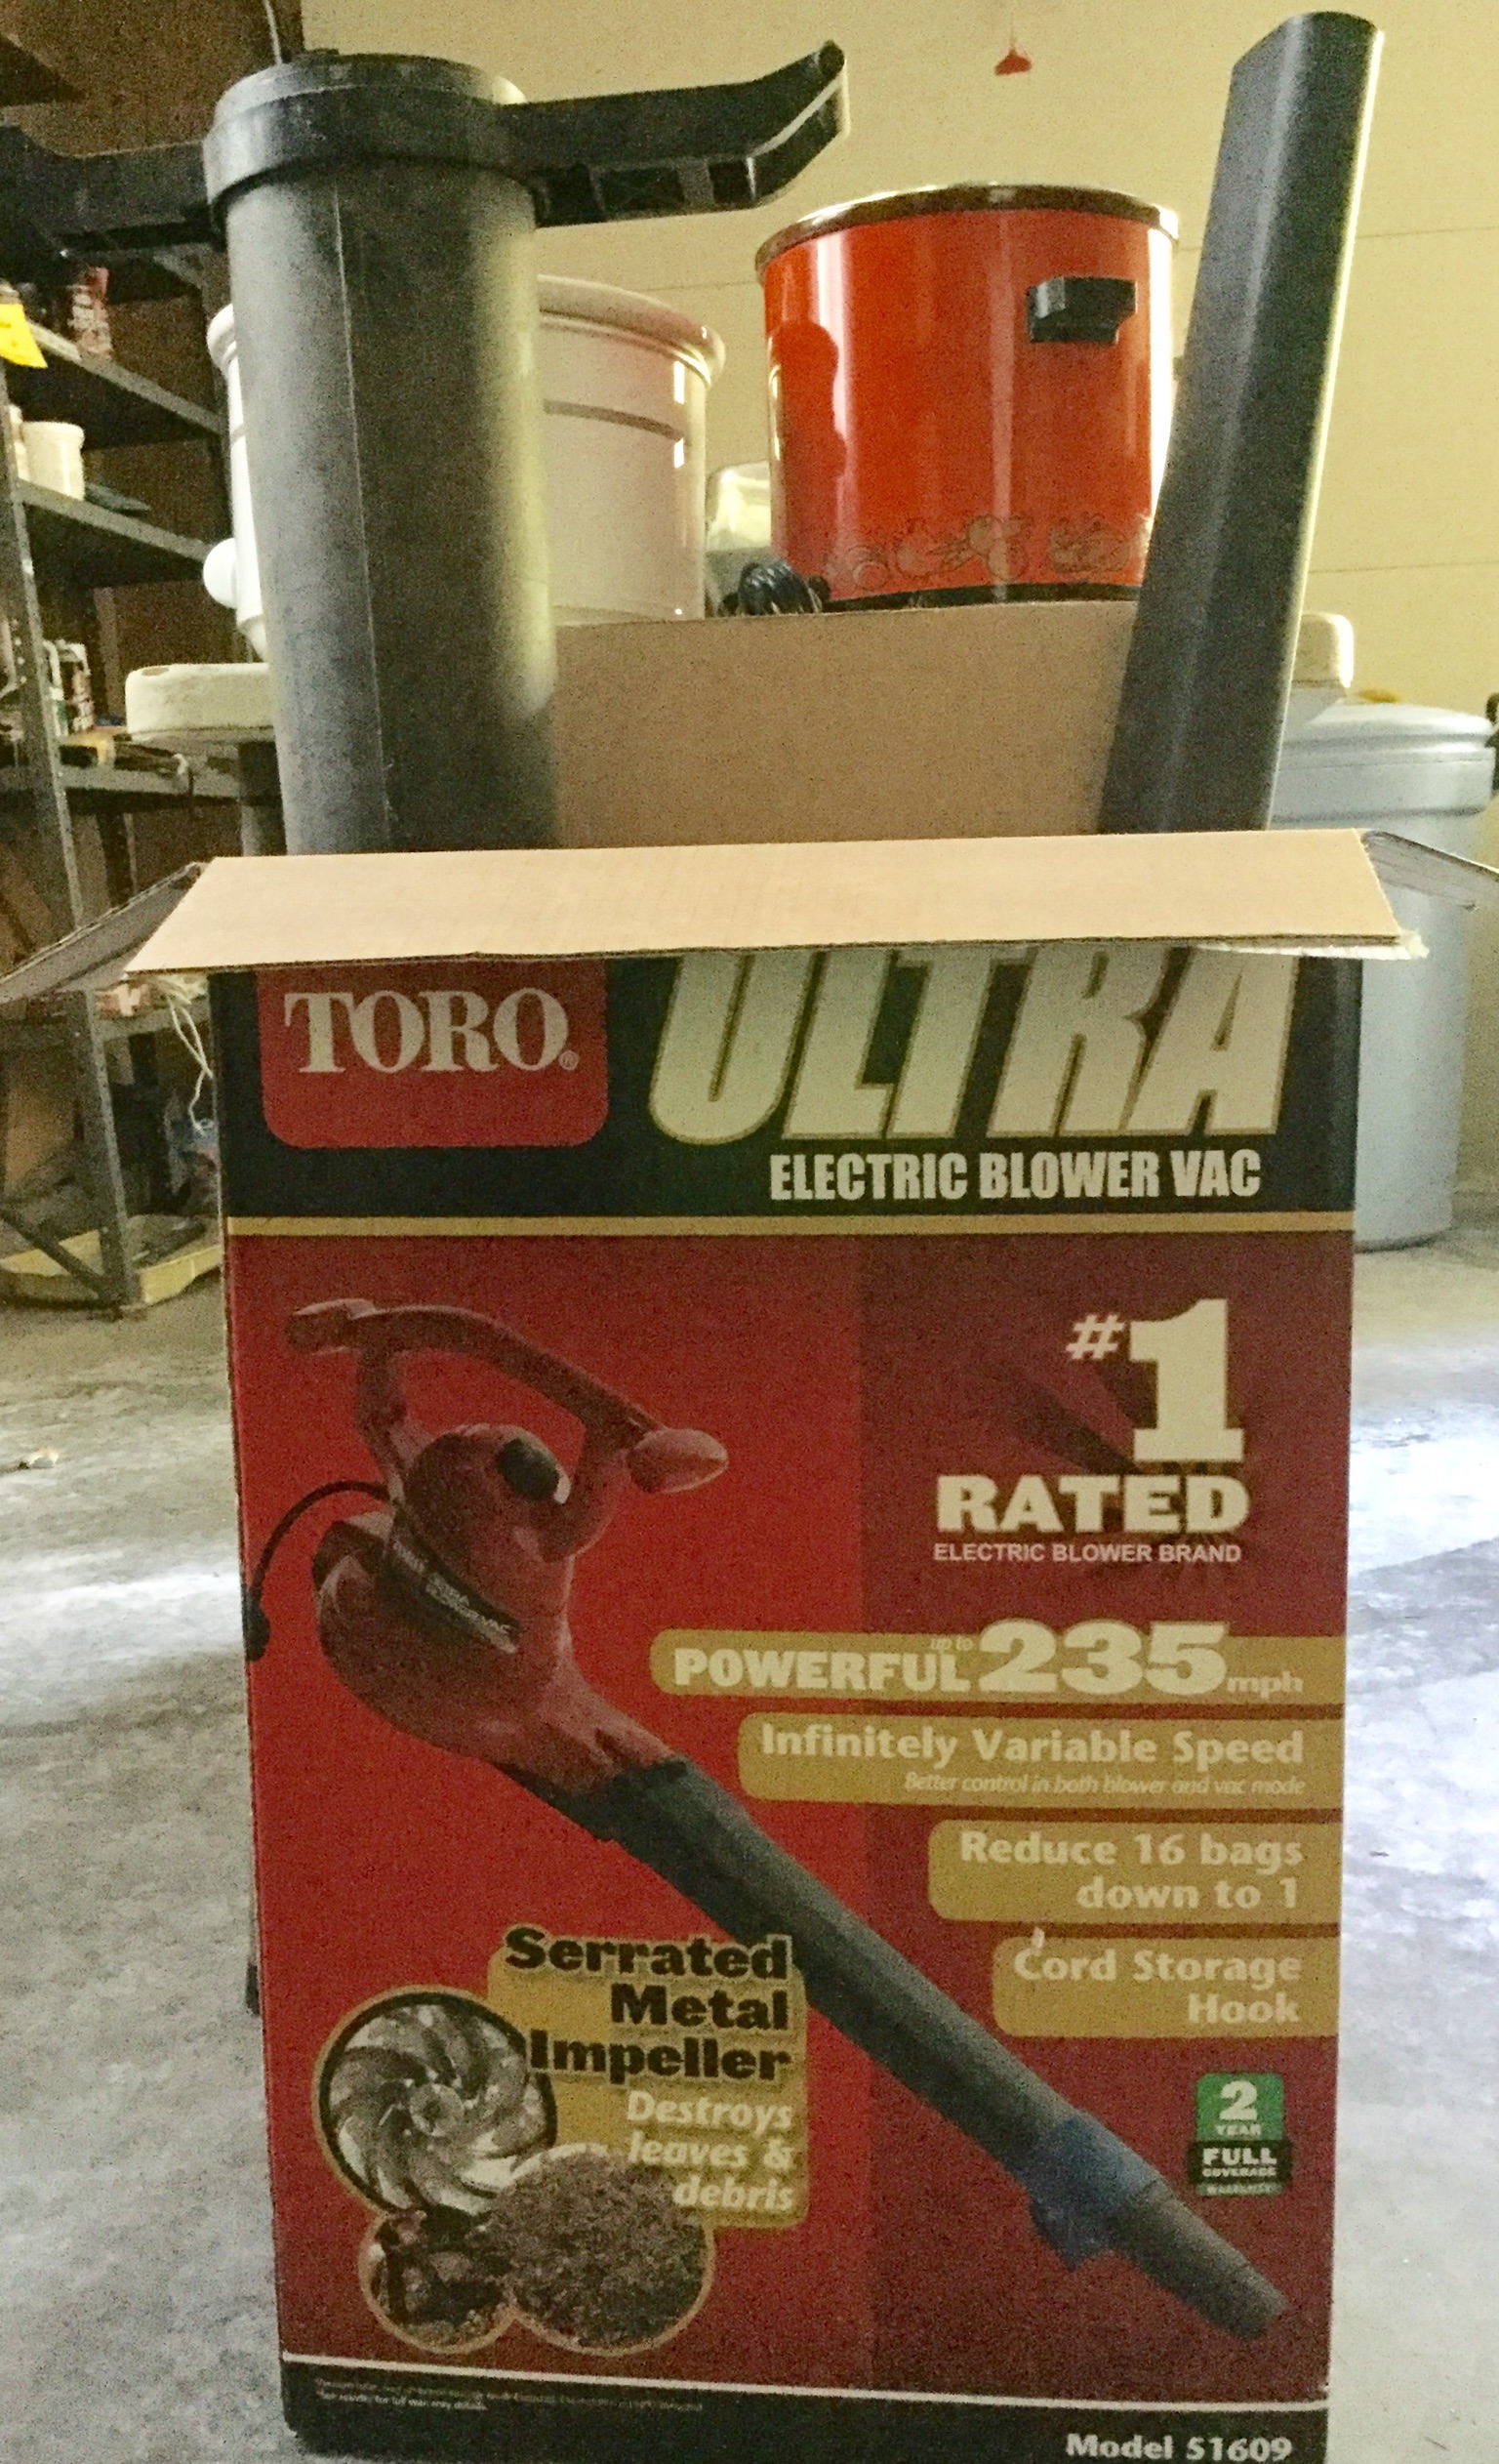 TORO®
ULTRA
ELECTRIC BLOWER VAC
#1
RATED
ELECTRIC BLOWER BRAND
POWERFUL up to 235 mph
Infinitely Variable Speed
Better control in both blower and vac mode
Reduce 16 bags
down to 1
Cord Storage
Hook
Serrated
Metal
Impeller
Destroys
leaves &
debris
2
YEAR
FULL
COVERAGE
WARRANTY
Model 51609